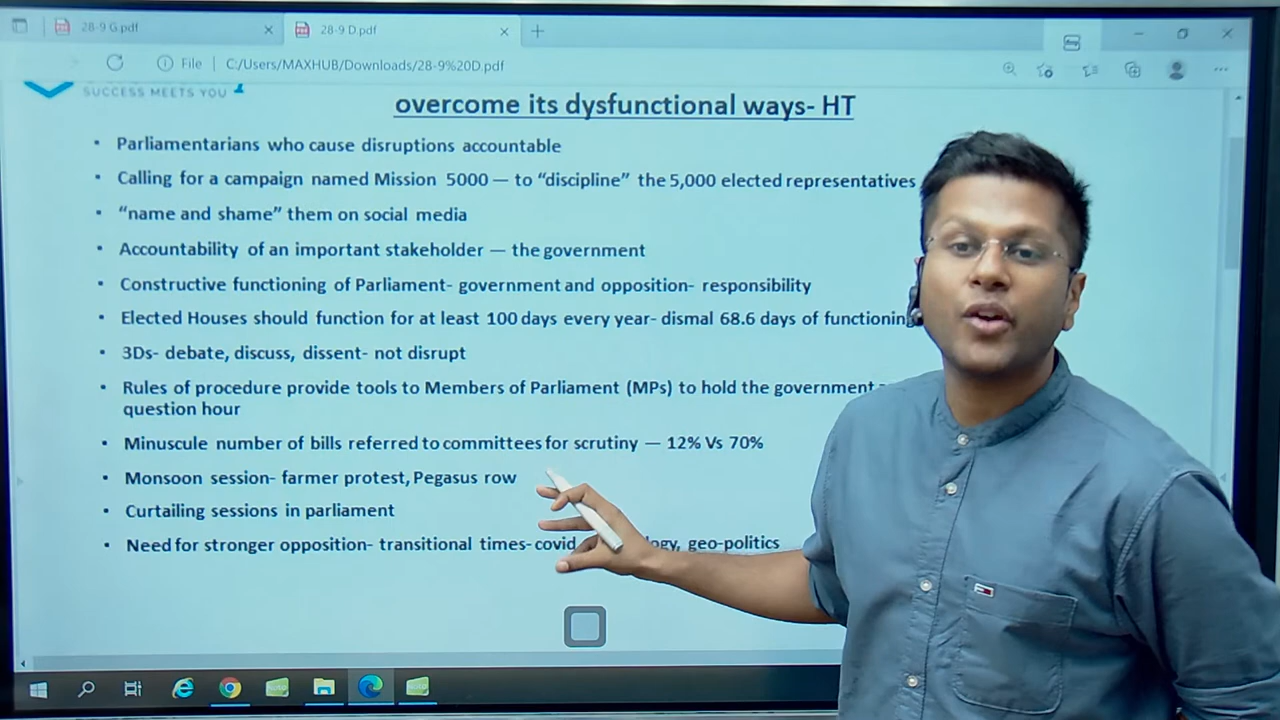 28-9 G.pdf
28-9 D.pdf
File
C:/Users/MAXHUB/Downloads/28-9%20D.pdf
SUCCESS MEETS YOU
overcome its dysfunctional ways- HT
• Parliamentarians who cause disruptions accountable
• Calling for a campaign named Mission 5000 — to “discipline” the 5,000 elected representatives
• “name and shame” them on social media
• Accountability of an important stakeholder — the government
• Constructive functioning of Parliament- government and opposition- responsibility
• Elected Houses should function for at least 100 days every year- dismal 68.6 days of functioning
• 3Ds- debate, discuss, dissent- not disrupt
• Rules of procedure provide tools to Members of Parliament (MPs) to hold the government
question hour
• Minuscule number of bills referred to committees for scrutiny — 12% Vs 70%
• Monsoon session- farmer protest, Pegasus row
• Curtailing sessions in parliament
• Need for stronger opposition- transitional times- covid geo-politics